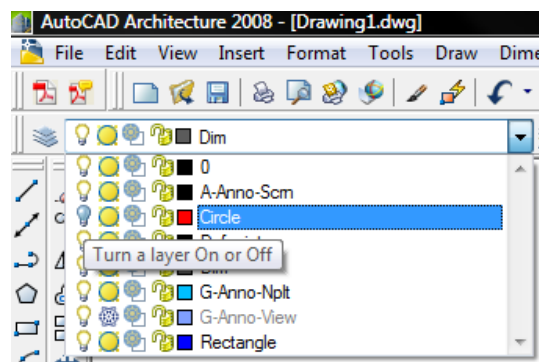 AutoCAD Architecture 2008 - [Drawing1.dwg]
File Edit View Insert Format Tools Draw Dime
Dim
0
A-Anno-Scrn
Circle
Turn a layer On or Off
Dim
G-Anno-Nplt
G-Anno-View
Rectangle